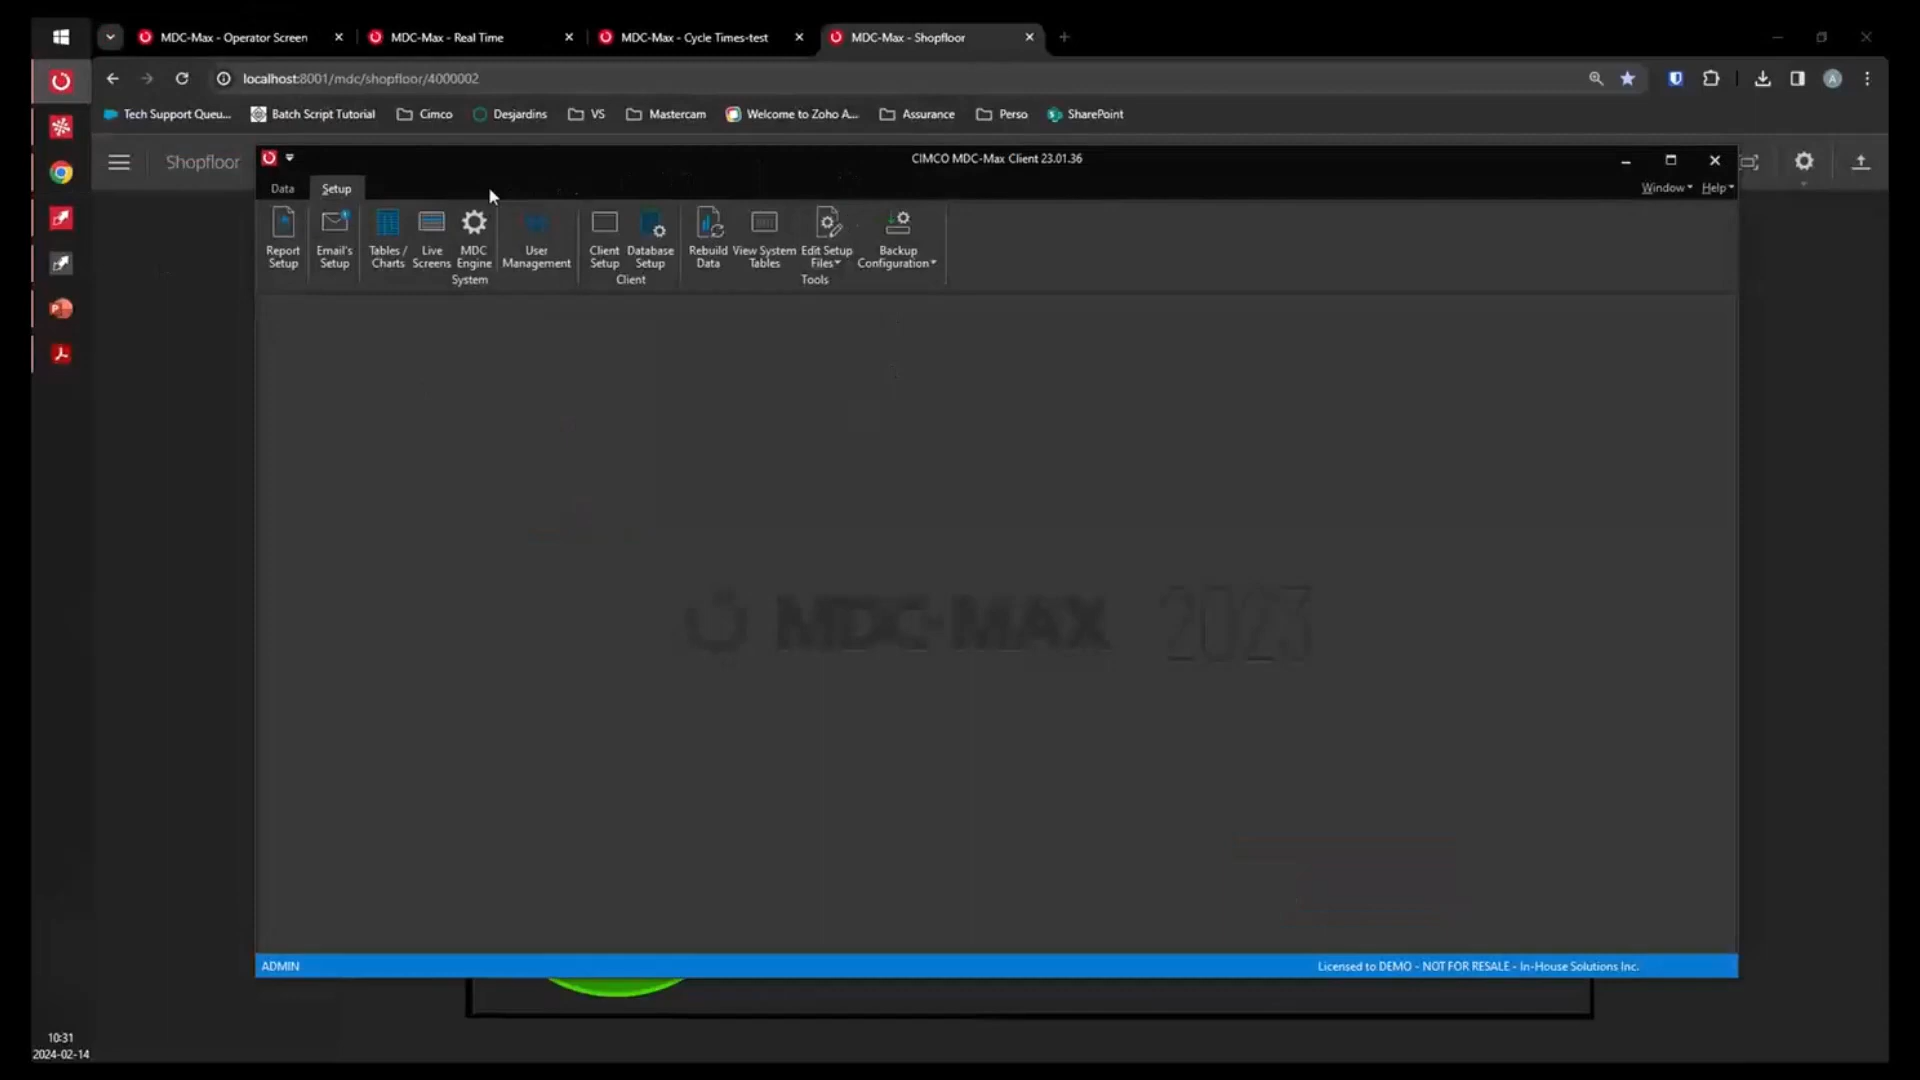 MDC-Max - Operator Screen
MDC-Max - Real Time
MDC-Max - Cycle Times-test
MDC-Max - Shopfloor
localhost:8001/mdc/shopfloor/4000002
A
Tech Support Queu...
Batch Script Tutorial
Cimco
Desjardins
VS
Mastercam
Welcome to Zoho A...
Assurance
Perso
SharePoint
Shopfloor
CIMCO MDC-Max Client 23.01.36
Data
Setup
Window
Help
Report
Setup
Email's
Setup
Tables /
Charts
Live
Screens
MDC
Engine
User
Management
Client
Setup
Database
Setup
Rebuild
Data
View System
Tables
Edit Setup
Files
Backup
Configuration
System
Client
Tools
MDC-MAX 2023
ADMIN
Licensed to DEMO - NOT FOR RESALE - In-House Solutions Inc.
10:31
2024-02-14